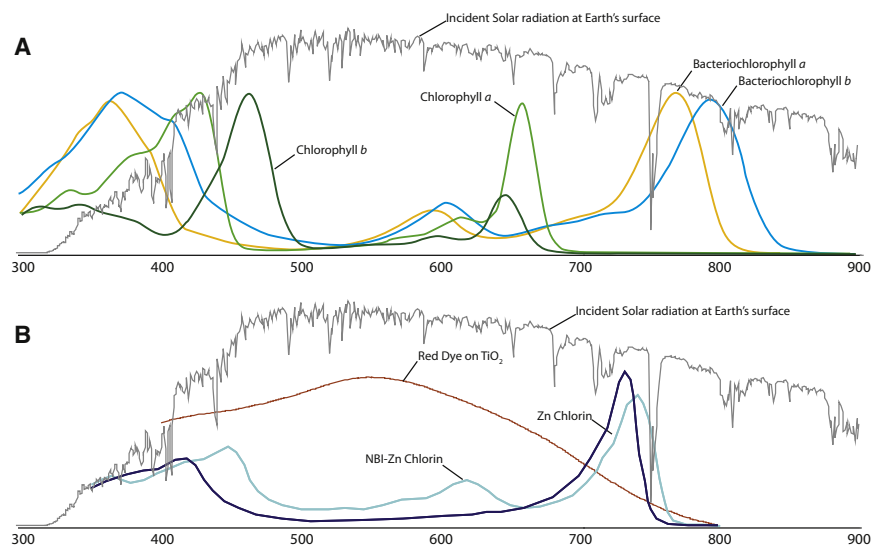 A
Incident Solar radiation at Earth's surface
Bacteriochlorophyll a
Bacteriochlorophyll b
Chlorophyll a
Chlorophyll b
300 400 500 600 700 800 900
B
Incident Solar radiation at Earth's surface
Red Dye on TiO2
Zn Chlorin
NBI-Zn Chlorin
300 400 500 600 700 800 900